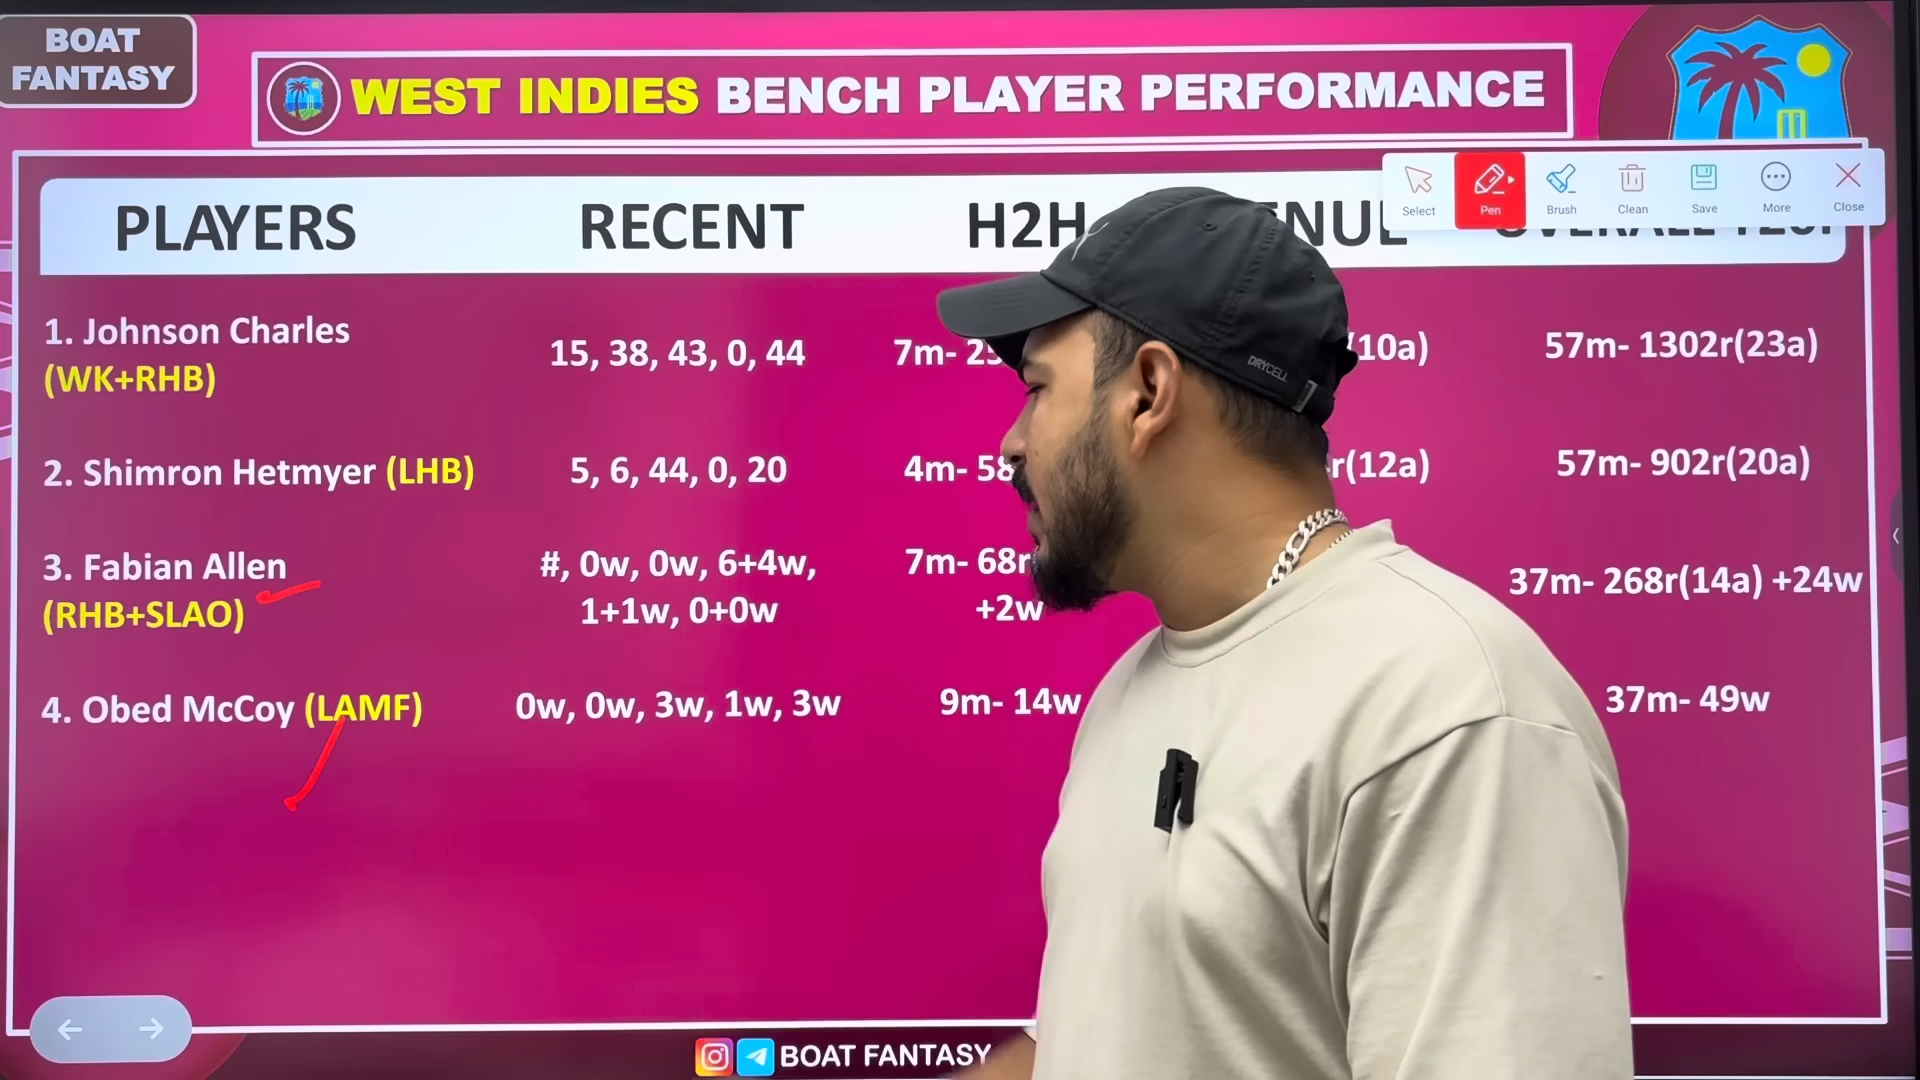 BOAT
FANTASY
WEST INDIES BENCH PLAYER PERFORMANCE
Select Pen Brush Clean Save More Close
PLAYERS RECENT H2H
1. Johnson Charles
(WK+RHB)
15, 38, 43, 0, 44 7m- (10a) 57m- 1302r(23a)
2. Shimron Hetmyer (LHB) 5, 6, 44, 0, 20 4m- 58 r(12a) 57m- 902r(20a)
3. Fabian Allen
(RHB+SLAO)
#, 0w, 0w, 6+4w,
1+1w, 0+0w
7m- 68r
+2w
37m- 268r(14a) +24w
4. Obed McCoy (LAMF) 0w, 0w, 3w, 1w, 3w 9m- 14w 37m- 49w
DRYCELL
BOAT FANTASY